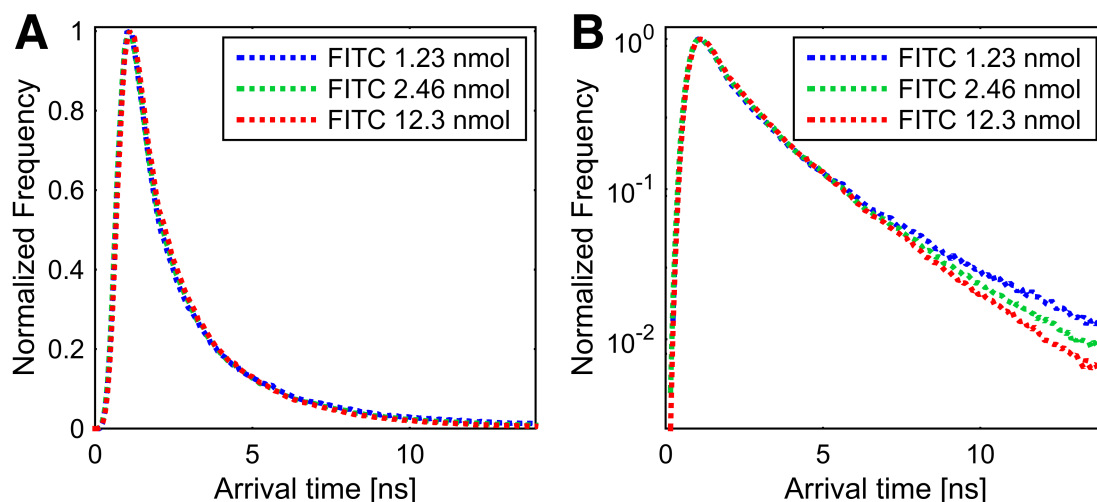 A
FITC 1.23 nmol
FITC 2.46 nmol
FITC 12.3 nmol
Normalized Frequency
1
0.8
0.6
0.4
0.2
0
0
5
10
Arrival time [ns]
B
FITC 1.23 nmol
FITC 2.46 nmol
FITC 12.3 nmol
Normalized Frequency
10⁰
10⁻¹
10⁻²
0
5
10
Arrival time [ns]